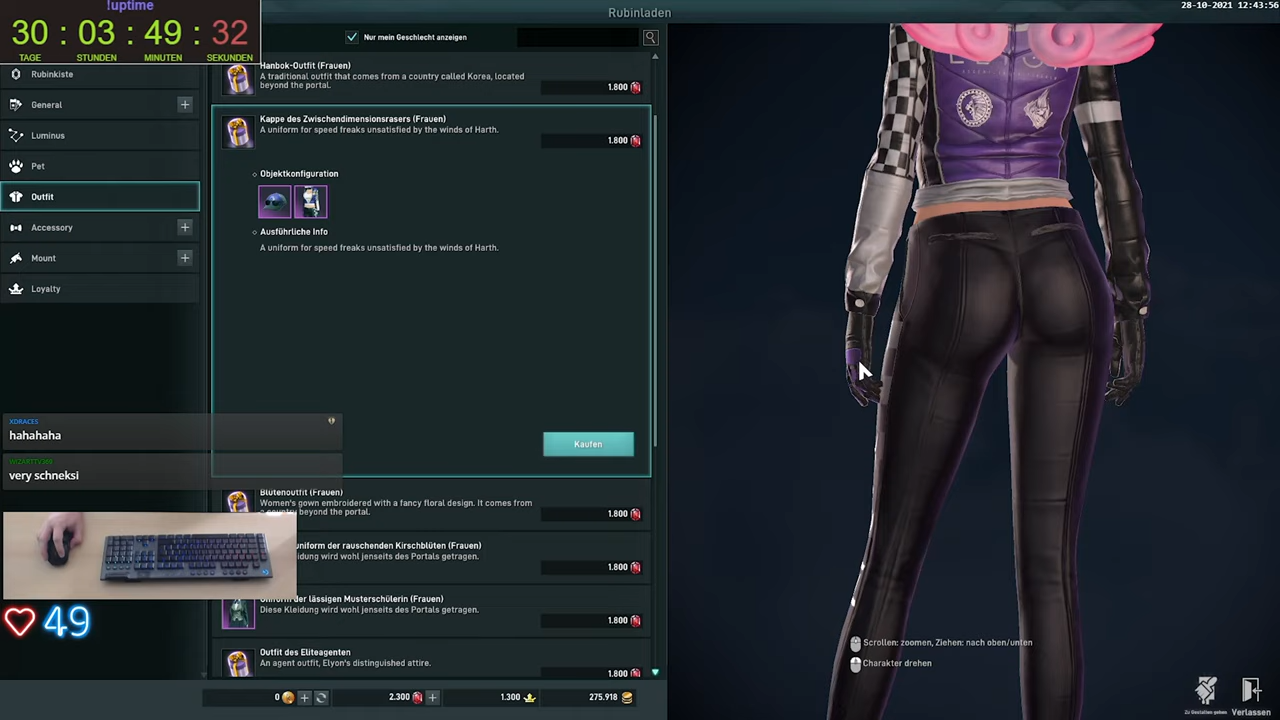 !uptime
30 : 03 : 49 : 32
TAGE STUNDEN MINUTEN SEKUNDEN
Rubinladen
28-10-2021 12:43:56
Nur mein Geschlecht anzeigen
Rubinkiste
General
Luminus
Pet
Outfit
Accessory
Mount
Loyalty
Hanbok-Outfit (Frauen)
A traditional outfit that comes from a country called Korea, located
beyond the portal.
1.800
Kappe des Zwischendimensionsrasers (Frauen)
A uniform for speed freaks unsatisfied by the winds of Harth.
1.800
Objektkonfiguration
Ausführliche Info
A uniform for speed freaks unsatisfied by the winds of Harth.
Kaufen
XDRACES
hahahaha
very schneksi
Blütenoutfit (Frauen)
Women's gown embroidered with a fancy floral design. It comes from
a country beyond the portal.
1.800
uniform der rauschenden Kirschblüten (Frauen)
Kleidung wird wohl jenseits des Portals getragen.
1.800
Uniform der lässigen Musterschülerin (Frauen)
Diese Kleidung wird wohl jenseits des Portals getragen.
1.800
Outfit des Eliteagenten
An agent outfit, Elyon's distinguished attire.
1.800
49
0
2.300
1.300
275.918
Scrollen: zoomen, Ziehen: nach oben/unten
Charakter drehen
Verlassen